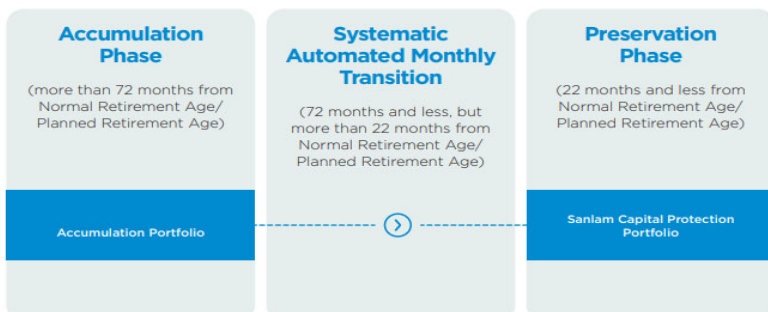 Accumulation
Phase
(more than 72 months from
Normal Retirement Age/
Planned Retirement Age)
Accumulation Portfolio
Systematic
Automated Monthly
Transition
(72 months and less, but
more than 22 months from
Normal Retirement Age/
Planned Retirement Age)
Preservation
Phase
(22 months and less from
Normal Retirement Age/
Planned Retirement Age)
Sanlam Capital Protection
Portfolio